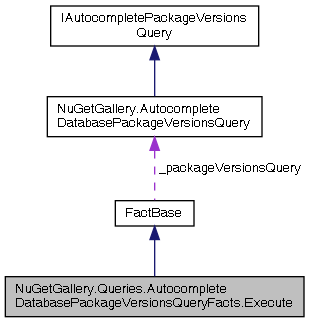 IAutocompletePackageVersions
Query
NuGetGallery.Autocomplete
DatabasePackageVersionsQuery
_packageVersionsQuery
FactBase
NuGetGallery.Queries.Autocomplete
DatabasePackageVersionsQueryFacts.Execute